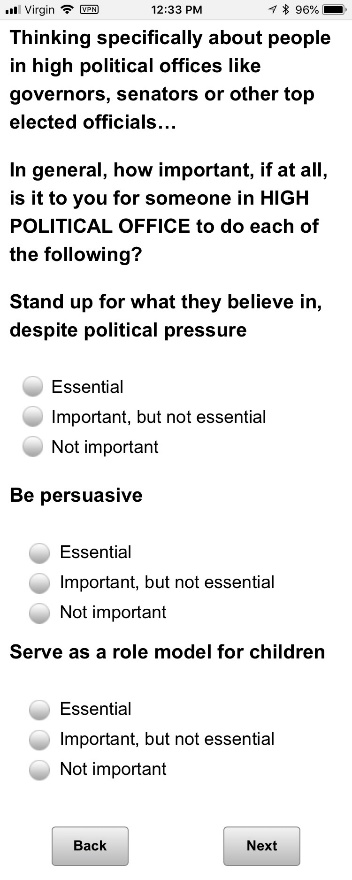 Virgin VPN 12:33 PM 96%
Thinking specifically about people
in high political offices like
governors, senators or other top
elected officials...
In general, how important, if at all,
is it to you for someone in HIGH
POLITICAL OFFICE to do each of
the following?
Stand up for what they believe in,
despite political pressure
Essential
Important, but not essential
Not important
Be persuasive
Essential
Important, but not essential
Not important
Serve as a role model for children
Essential
Important, but not essential
Not important
Back Next